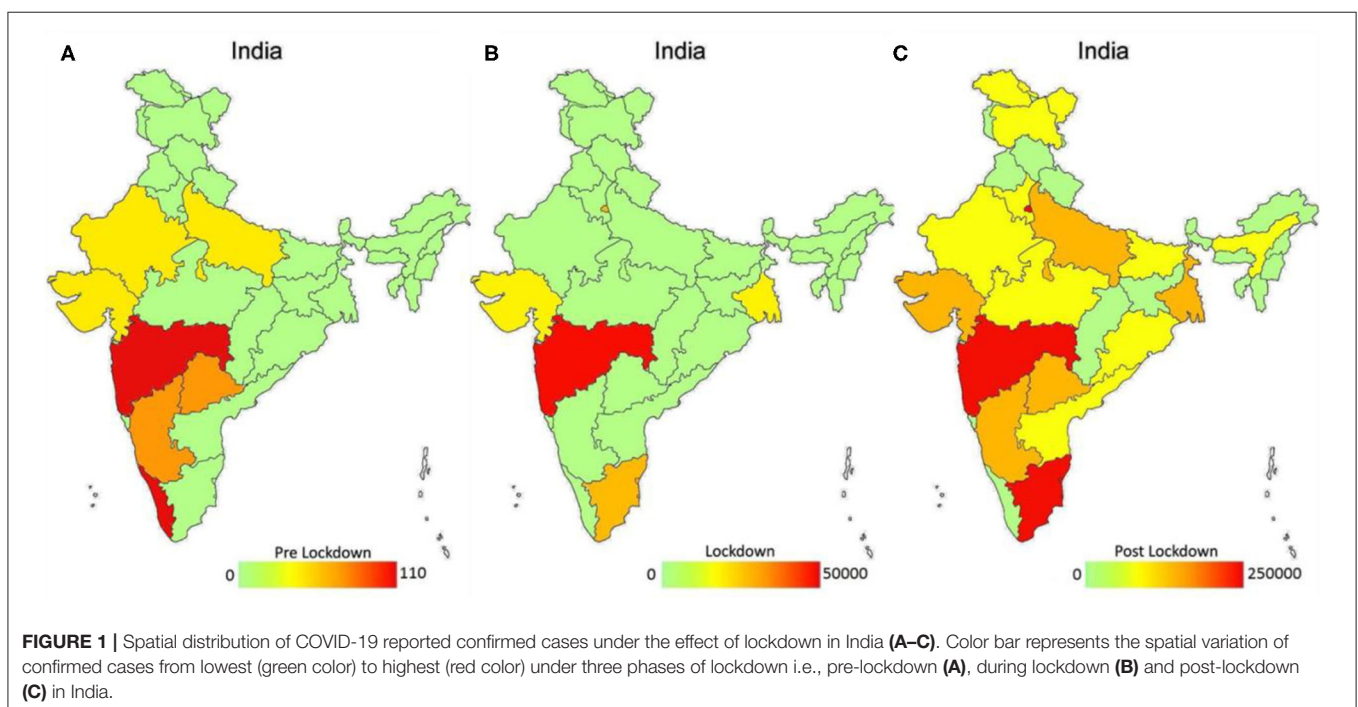 A
India
Pre Lockdown
0
110
B
India
Lockdown
0
50000
C
India
Post Lockdown
0
250000
FIGURE 1 | Spatial distribution of COVID-19 reported confirmed cases under the effect of lockdown in India (A–C). Color bar represents the spatial variation of
confirmed cases from lowest (green color) to highest (red color) under three phases of lockdown i.e., pre-lockdown (A), during lockdown (B) and post-lockdown
(C) in India.